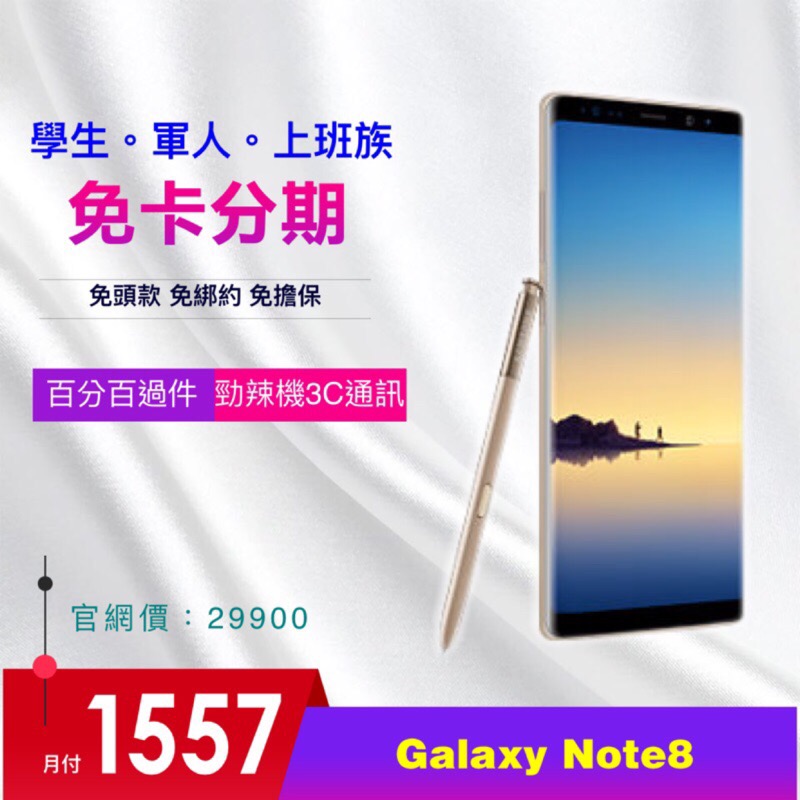 學生。軍人。上班族
免卡分期
免頭款 免綁約 免擔保
百分百過件 勁辣機3C通訊
官網價：29900
月付 1557
Galaxy Note8